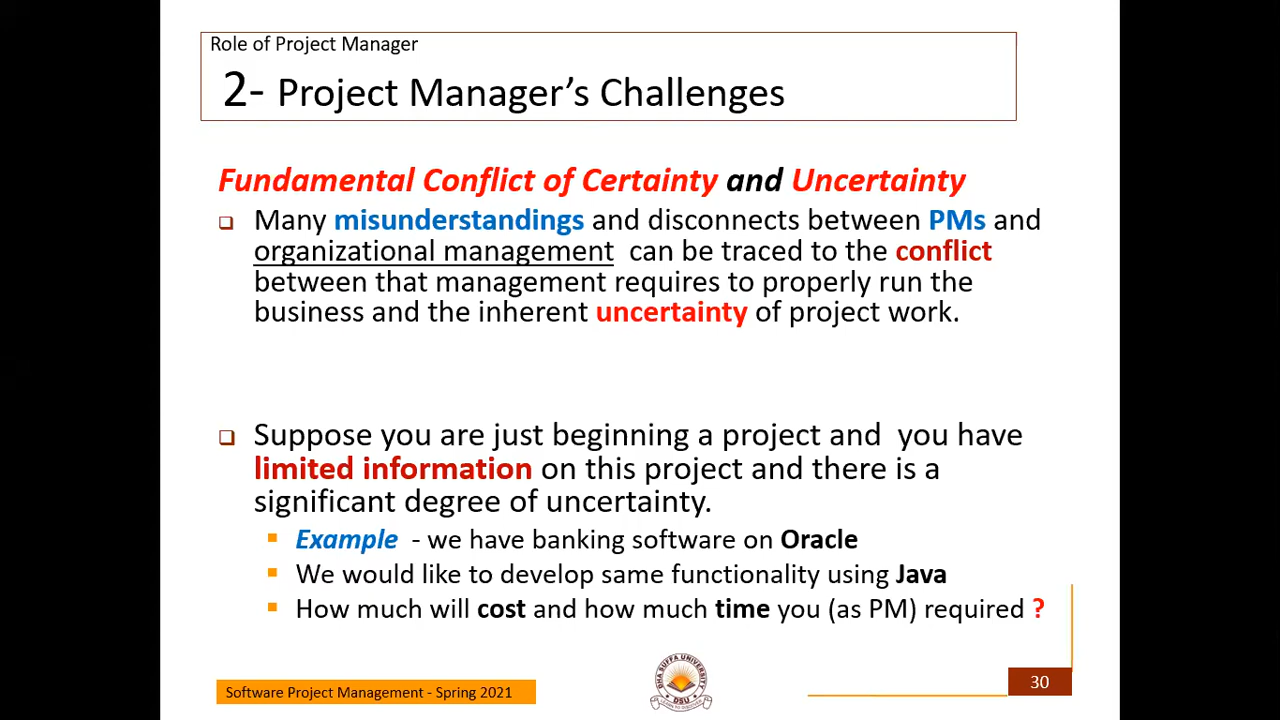 Role of Project Manager
2- Project Manager's Challenges
Fundamental Conflict of Certainty and Uncertainty
Many misunderstandings and disconnects between PMs and
organizational management can be traced to the conflict
between that management requires to properly run the
business and the inherent uncertainty of project work.
Suppose you are just beginning a project and you have
limited information on this project and there is a
significant degree of uncertainty.
Example - we have banking software on Oracle
We would like to develop same functionality using Java
How much will cost and how much time you (as PM) required ?
Software Project Management - Spring 2021
DHA SUFFA UNIVERSITY
DSU
30